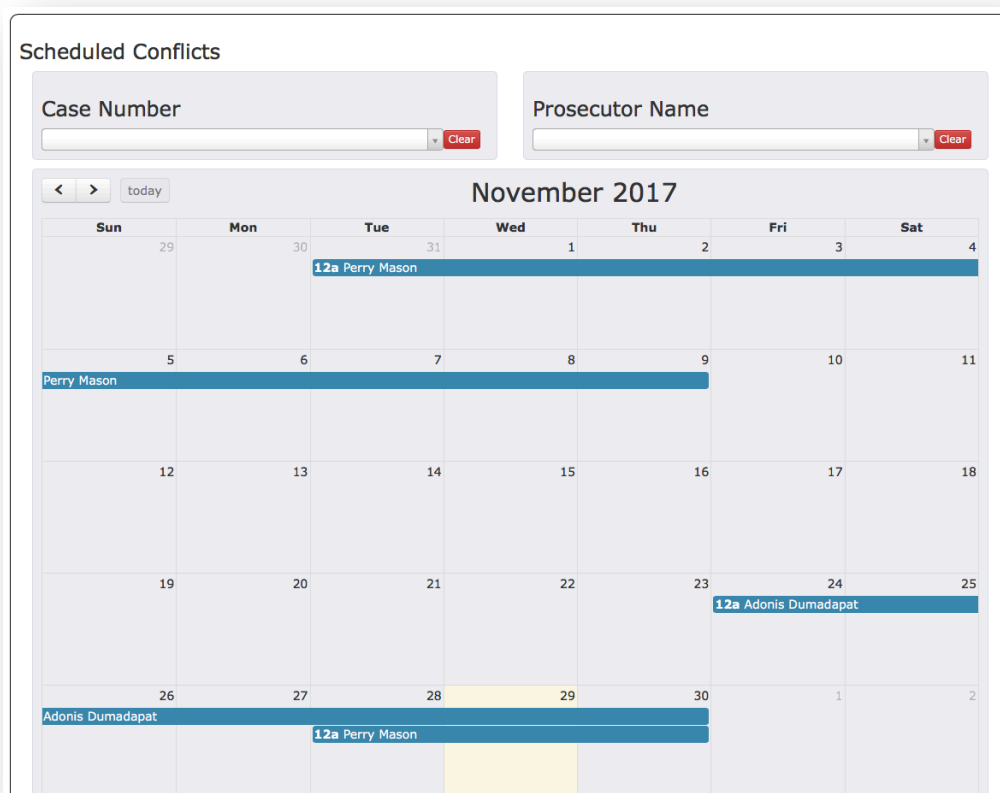 Scheduled Conflicts
Case Number Prosecutor Name
Clear Clear
today November 2017
Sun Mon Tue Wed Thu Fri Sat
29 30 31 1 2 3 4
12a Perry Mason
5 6 7 8 9 10 11
Perry Mason
12 13 14 15 16 17 18
19 20 21 22 23 24 25
12a Adonis Dumadapat
26 27 28 29 30 1 2
Adonis Dumadapat
12a Perry Mason